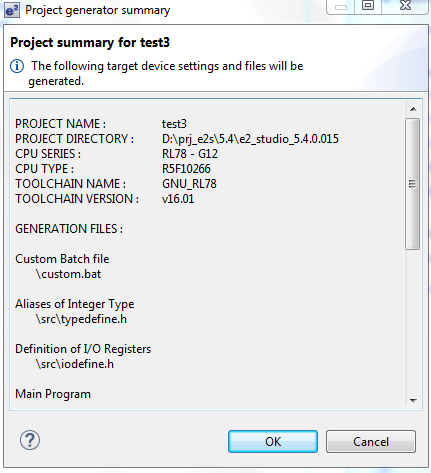 e² Project generator summary
Project summary for test3
The following target device settings and files will be
generated.
PROJECT NAME : test3
PROJECT DIRECTORY : D:\prj_e2s\5.4\e2_studio_5.4.0.015
CPU SERIES : RL78 - G12
CPU TYPE : R5F10266
TOOLCHAIN NAME : GNU_RL78
TOOLCHAIN VERSION : v16.01
GENERATION FILES :
Custom Batch file
\custom.bat
Aliases of Integer Type
\src\typedefine.h
Definition of I/O Registers
\src\iodefine.h
Main Program
? OK Cancel